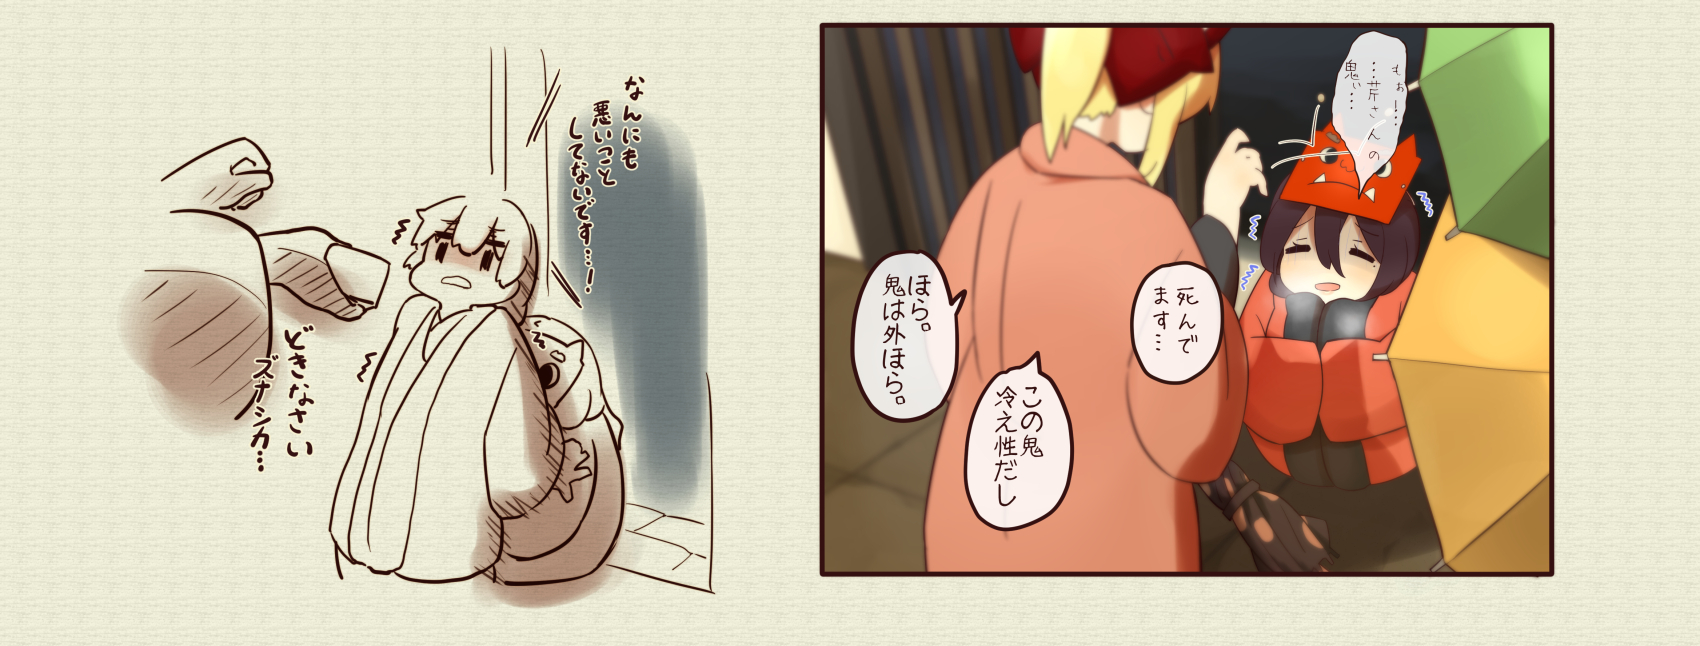 もぉー…
…芹さんの
鬼ぃ…
死んで
ます…
この鬼
冷え性だし
ほら。
鬼は外ほら。
なんにも
悪いこと
してないです…!
どきなさい
ズナシカ…